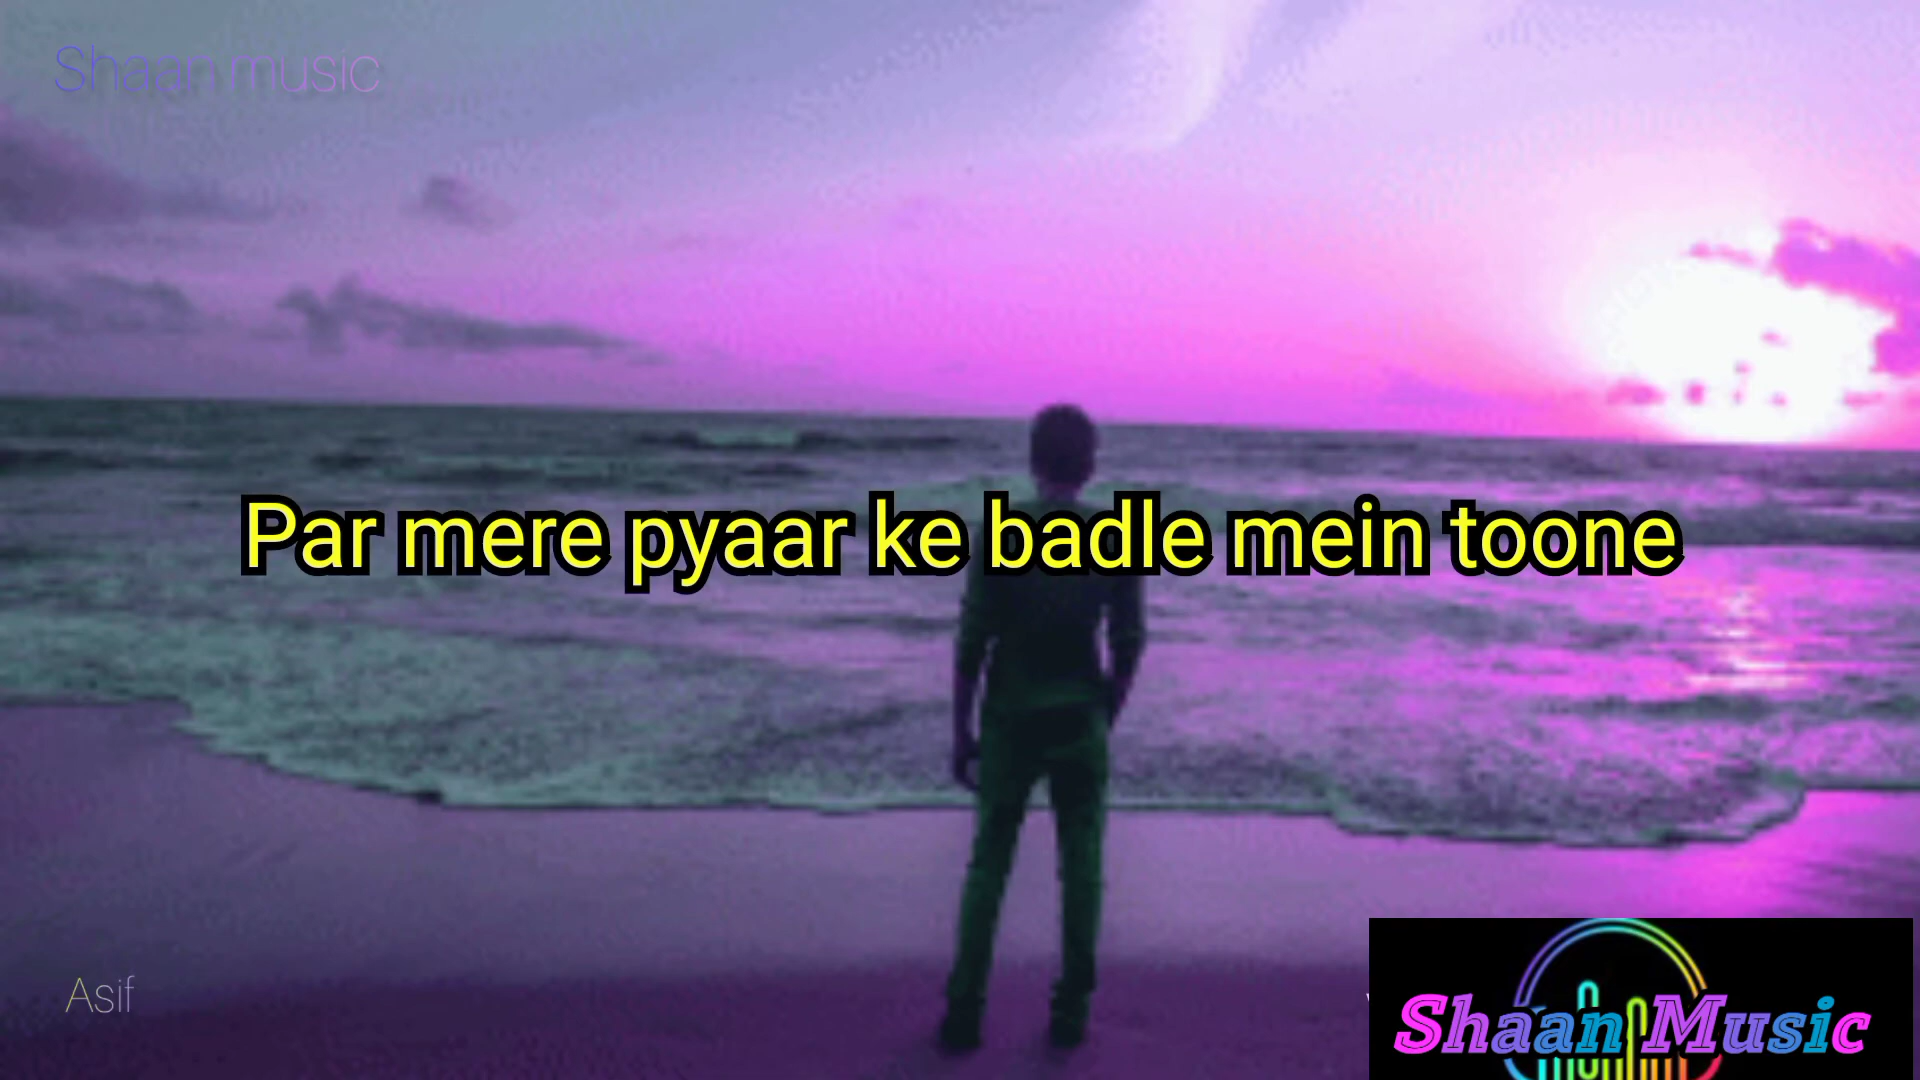 Shaan music
Par mere pyaar ke badle mein toone
Asif
Shaan Music